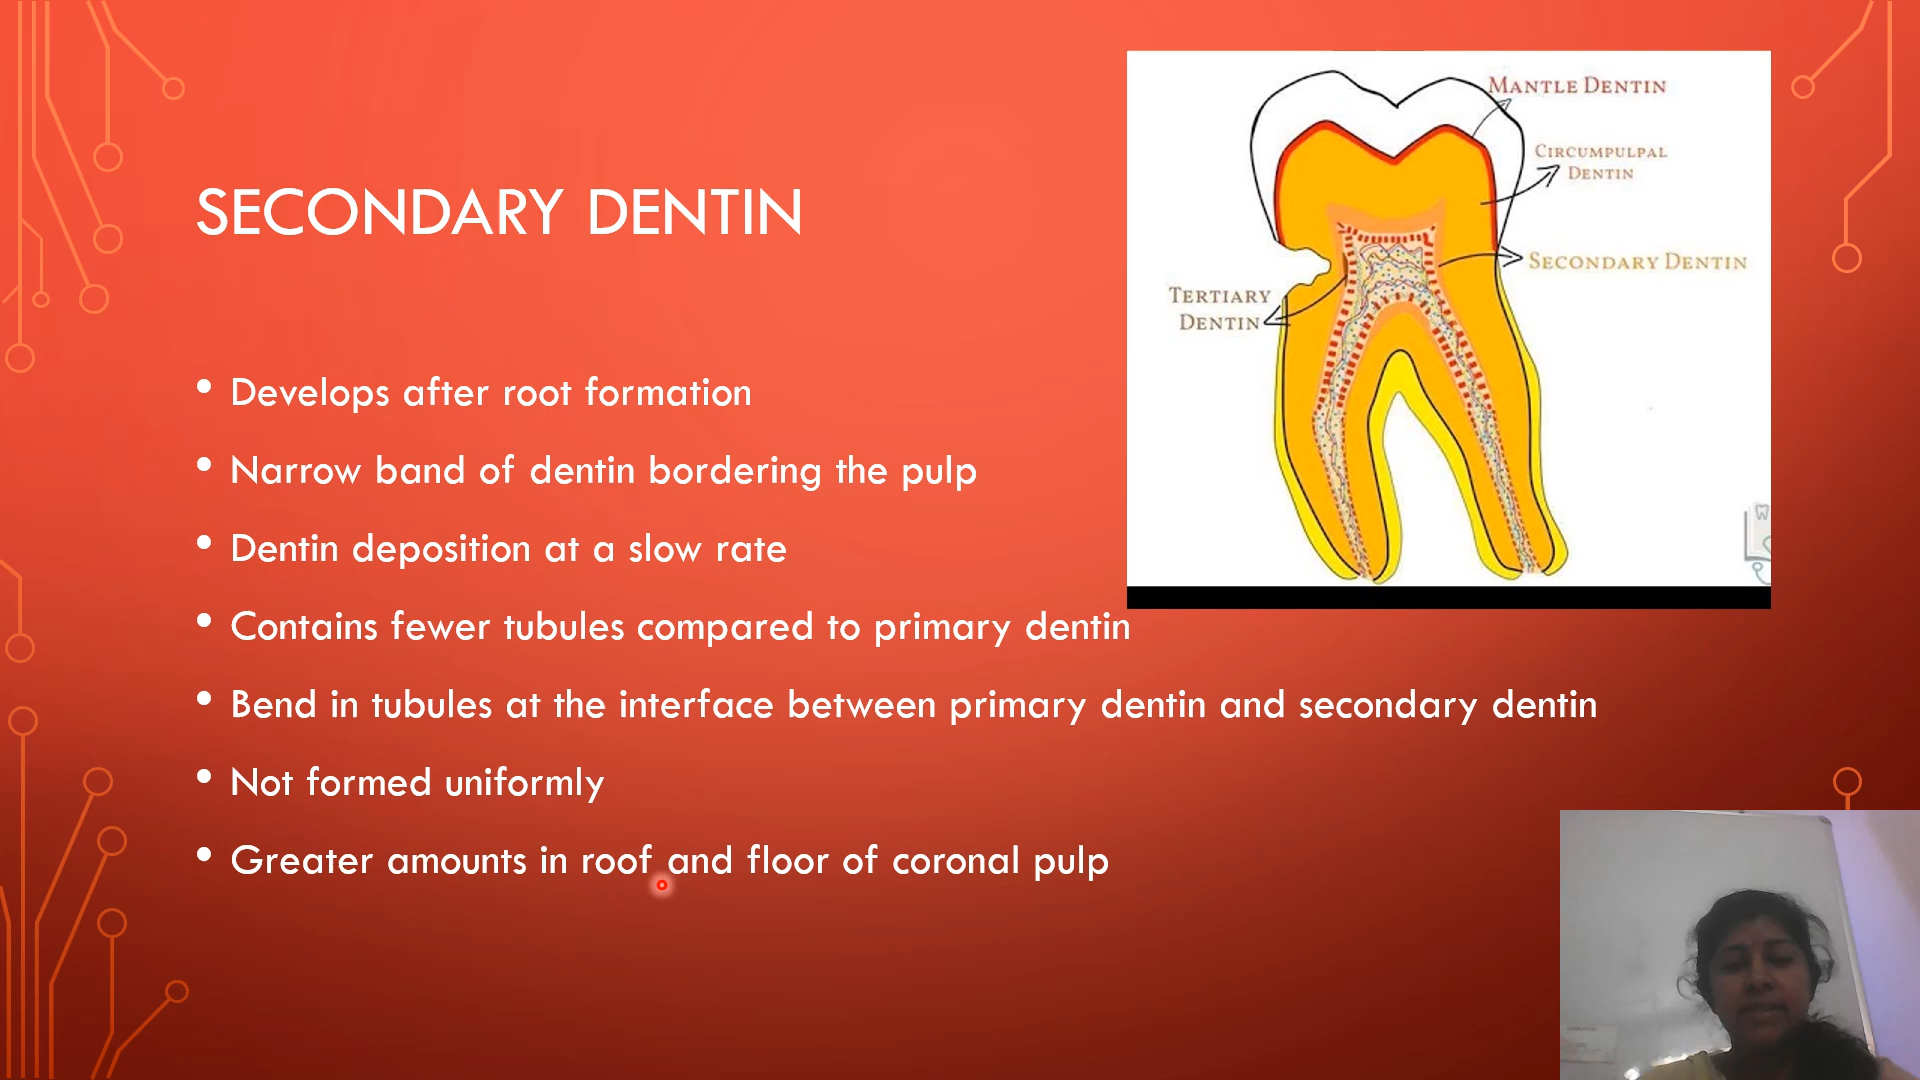 SECONDARY DENTIN
• Develops after root formation
• Narrow band of dentin bordering the pulp
• Dentin deposition at a slow rate
• Contains fewer tubules compared to primary dentin
• Bend in tubules at the interface between primary dentin and secondary dentin
• Not formed uniformly
• Greater amounts in roof and floor of coronal pulp
MANTLE DENTIN
CIRCUMPULPAL
DENTIN
SECONDARY DENTIN
TERTIARY
DENTIN